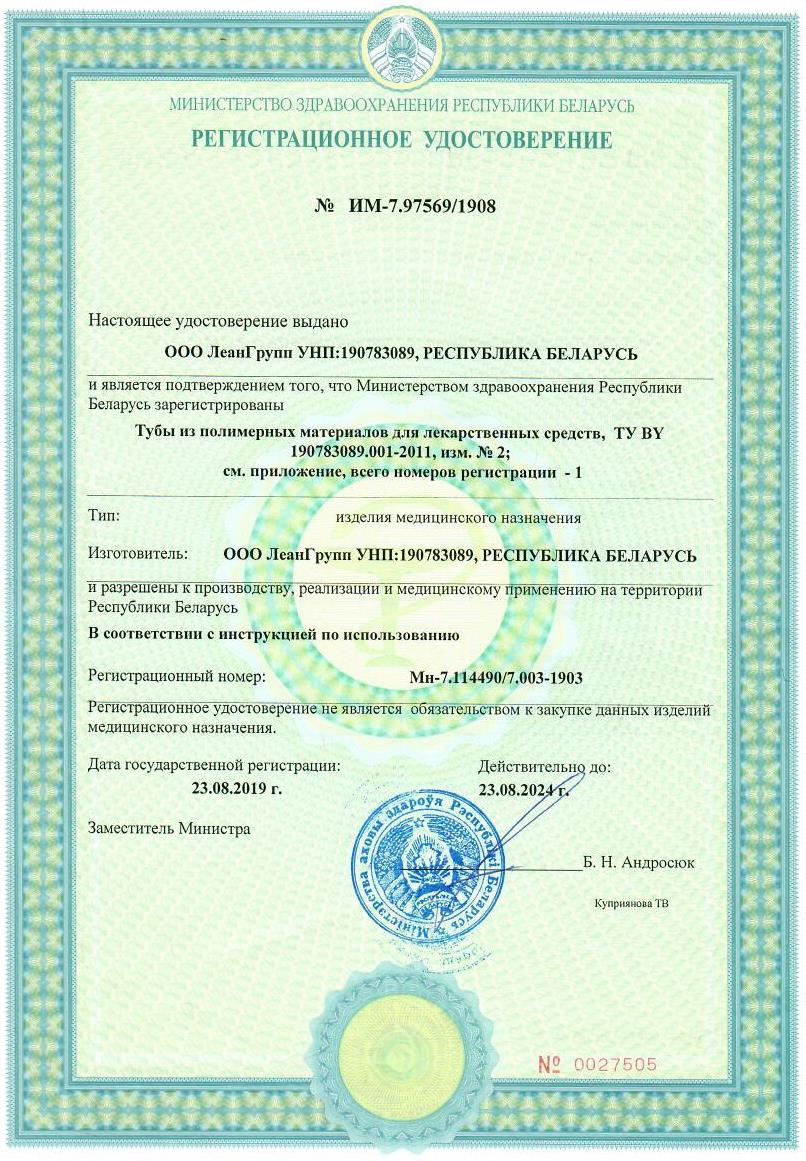 МИНИСТЕРСТВО ЗДРАВООХРАНЕНИЯ РЕСПУБЛИКИ БЕЛАРУСЬ
РЕГИСТРАЦИОННОЕ УДОСТОВЕРЕНИЕ
№ ИМ-7.97569/1908
Настоящее удостоверение выдано
ООО ЛеанГрупп УНП:190783089, РЕСПУБЛИКА БЕЛАРУСЬ
и является подтверждением того, что Министерством здравоохранения Республики
Беларусь зарегистрированы
Тубы из полимерных материалов для лекарственных средств, ТУ BY
190783089.001-2011, изм. № 2;
см. приложение, всего номеров регистрации - 1
Тип: изделия медицинского назначения
Изготовитель: ООО ЛеанГрупп УНП:190783089, РЕСПУБЛИКА БЕЛАРУСЬ
и разрешены к производству, реализации и медицинскому применению на территории
Республики Беларусь
В соответствии с инструкцией по использованию
Регистрационный номер: Мн-7.114490/7.003-1903
Регистрационное удостоверение не является обязательством к закупке данных изделий
медицинского назначения.
Дата государственной регистрации: Действительно до:
23.08.2019 г. 23.08.2024 г.
Заместитель Министра
Міністэрства аховы здароўя Рэспублікі Беларусь
Б. Н. Андросюк
Куприянова ТВ
№ 0027505